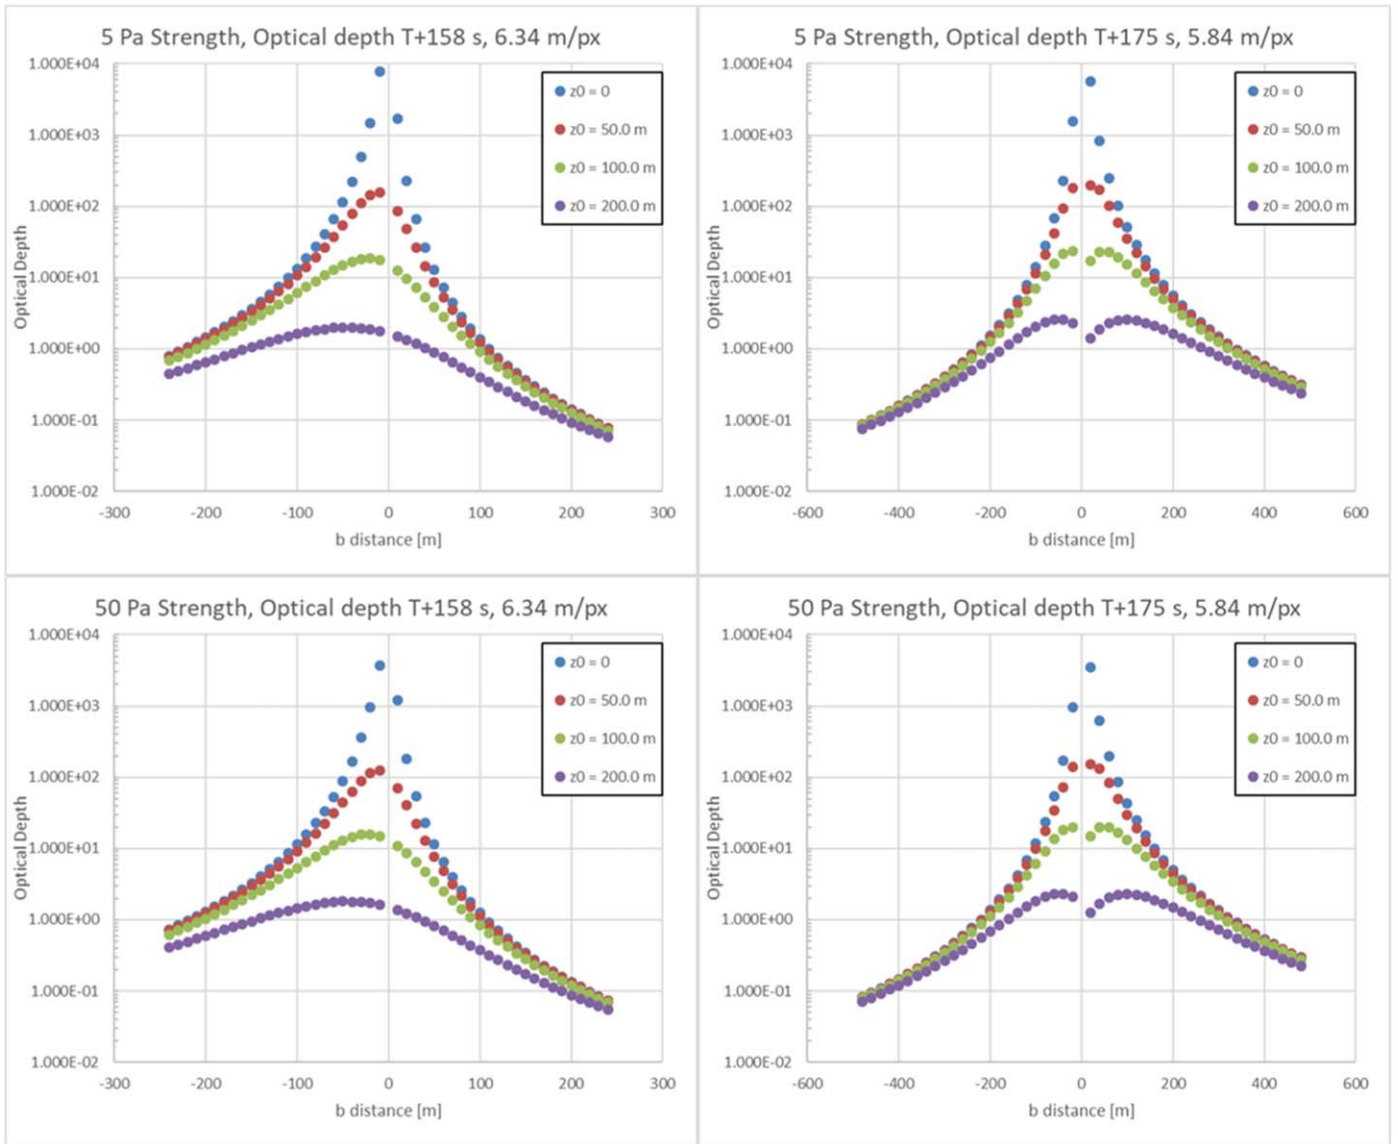 5 Pa Strength, Optical depth T+158 s, 6.34 m/px
1.000E+04
1.000E+03
1.000E+02
1.000E+01
1.000E+00
1.000E-01
1.000E-02
Optical Depth
-300 -200 -100 0 100 200 300
b distance [m]
z0 = 0
z0 = 50.0 m
z0 = 100.0 m
z0 = 200.0 m
5 Pa Strength, Optical depth T+175 s, 5.84 m/px
1.000E+04
1.000E+03
1.000E+02
1.000E+01
1.000E+00
1.000E-01
1.000E-02
Optical Depth
-600 -400 -200 0 200 400 600
b distance [m]
z0 = 0
z0 = 50.0 m
z0 = 100.0 m
z0 = 200.0 m
50 Pa Strength, Optical depth T+158 s, 6.34 m/px
1.000E+04
1.000E+03
1.000E+02
1.000E+01
1.000E+00
1.000E-01
1.000E-02
Optical Depth
-300 -200 -100 0 100 200 300
b distance [m]
z0 = 0
z0 = 50.0 m
z0 = 100.0 m
z0 = 200.0 m
50 Pa Strength, Optical depth T+175 s, 5.84 m/px
1.000E+04
1.000E+03
1.000E+02
1.000E+01
1.000E+00
1.000E-01
1.000E-02
Optical Depth
-600 -400 -200 0 200 400 600
b distance [m]
z0 = 0
z0 = 50.0 m
z0 = 100.0 m
z0 = 200.0 m